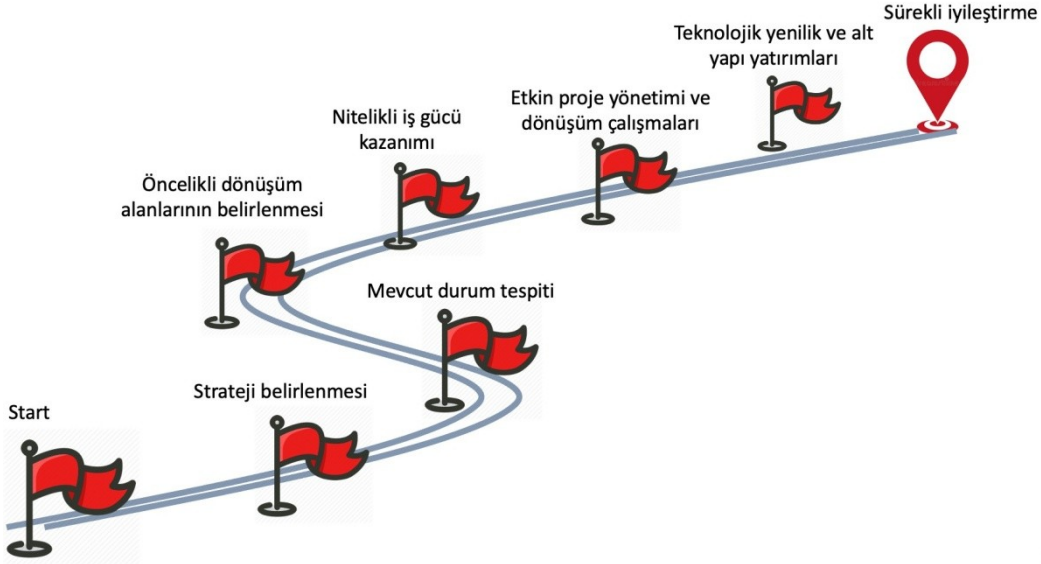 Sürekli iyileştirme
Teknolojik yenilik ve alt
yapı yatırımları
Etkin proje yönetimi ve
dönüşüm çalışmaları
Nitelikli iş gücü
kazanımı
Öncelikli dönüşüm
alanlarının belirlenmesi
Mevcut durum tespiti
Strateji belirlenmesi
Start